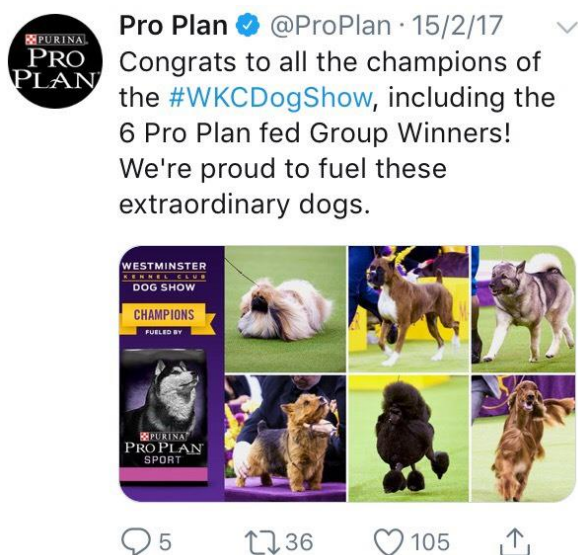 PURINA
PRO
PLAN
Pro Plan @ProPlan · 15/2/17
Congrats to all the champions of
the #WKCDogShow, including the
6 Pro Plan fed Group Winners!
We're proud to fuel these
extraordinary dogs.
WESTMINSTER
KENNEL CLUB
DOG SHOW
CHAMPIONS
FUELED BY
PURINA
PRO PLAN
SPORT
5 36 105